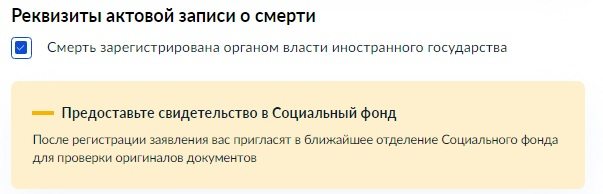 Реквизиты актовой записи о смерти
Смерть зарегистрирована органом власти иностранного государства
Предоставьте свидетельство в Социальный фонд
После регистрации заявления вас пригласят в ближайшее отделение Социального фонда
для проверки оригиналов документов